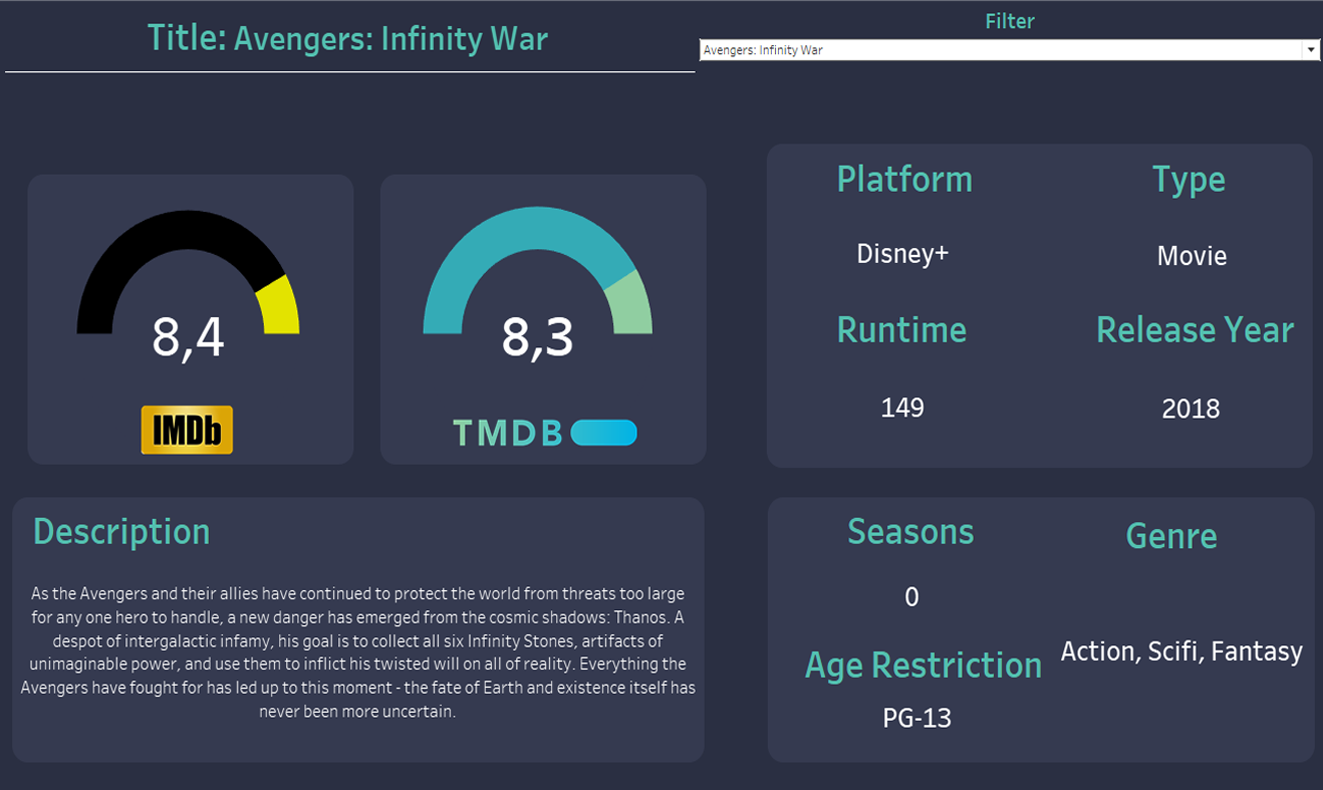 Title: Avengers: Infinity War
Filter
Avengers: Infinity War
8,4
IMDb
8,3
TMDB
Platform
Type
Disney+
Movie
Runtime
Release Year
149
2018
Description
As the Avengers and their allies have continued to protect the world from threats too large
for any one hero to handle, a new danger has emerged from the cosmic shadows: Thanos. A
despot of intergalactic infamy, his goal is to collect all six Infinity Stones, artifacts of
unimaginable power, and use them to inflict his twisted will on all of reality. Everything the
Avengers have fought for has led up to this moment - the fate of Earth and existence itself has
never been more uncertain.
Seasons
Genre
0
Action, Scifi, Fantasy
Age Restriction
PG-13